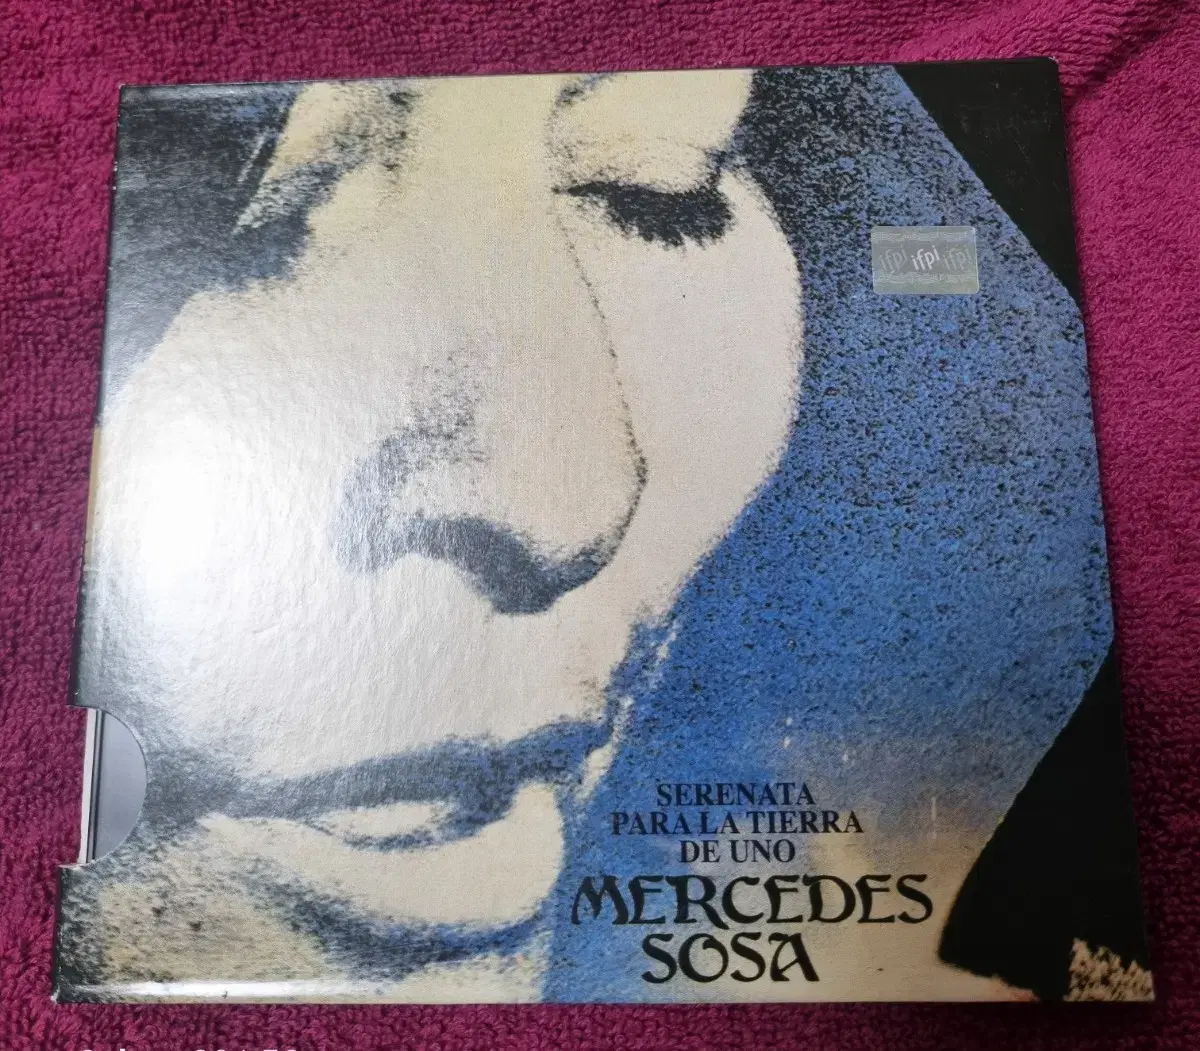 ifpi ifpi ifpi
SERENATA
PARA LA TIERRA
DE UNO
MERCEDES
SOSA